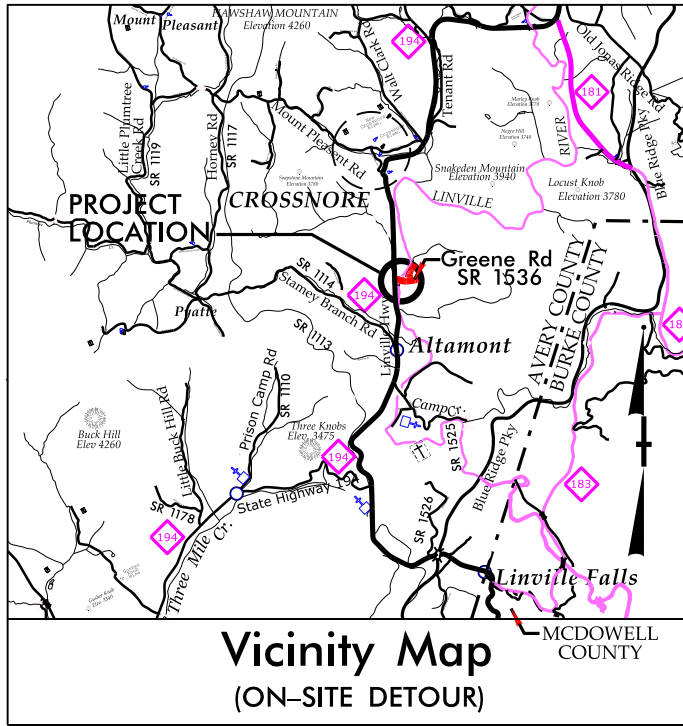 HAWSHAW MOUNTAIN
Elevation 4260
Mount Pleasant
194
Walt Clark Rd
Tenant Rd
Old Jonas Ridge Rd
181
Blue Ridge Pky
Little Plumtree
Creek Rd
SR 1119
Horney Rd
SR 1117
Mount Pleasant Rd
RIVER
LINVILLE
Snakeden Mountain
Elevation 3940
Locust Knob
Elevation 3780
Soapstone Mountain
Elevation 3780
CROSSNORE
PROJECT
LOCATION
Greene Rd
SR 1536
Pyatte
SR 1114
Stamey Branch Rd
194
SR 1113
Linville Hwy
Altamont
AVERY COUNTY
BURKE COUNTY
Camp Cr.
SR 1525
Blue Ridge Pky
Buck Hill
Elev 4260
Little Buck Hill Rd
Prison Camp Rd
SR 1110
Three Knobs
Elev. 3475
194
State Highway 194
SR 1178
194
Three Mile Cr.
SR 1526
183
Linville Falls
MCDOWELL
COUNTY
Vicinity Map
(ON–SITE DETOUR)